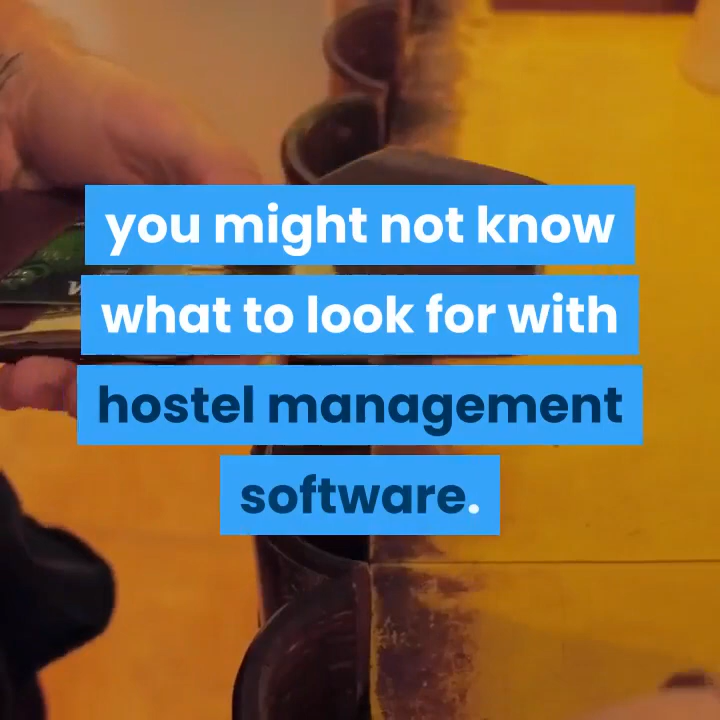 you might not know
what to look for with
hostel management
software.